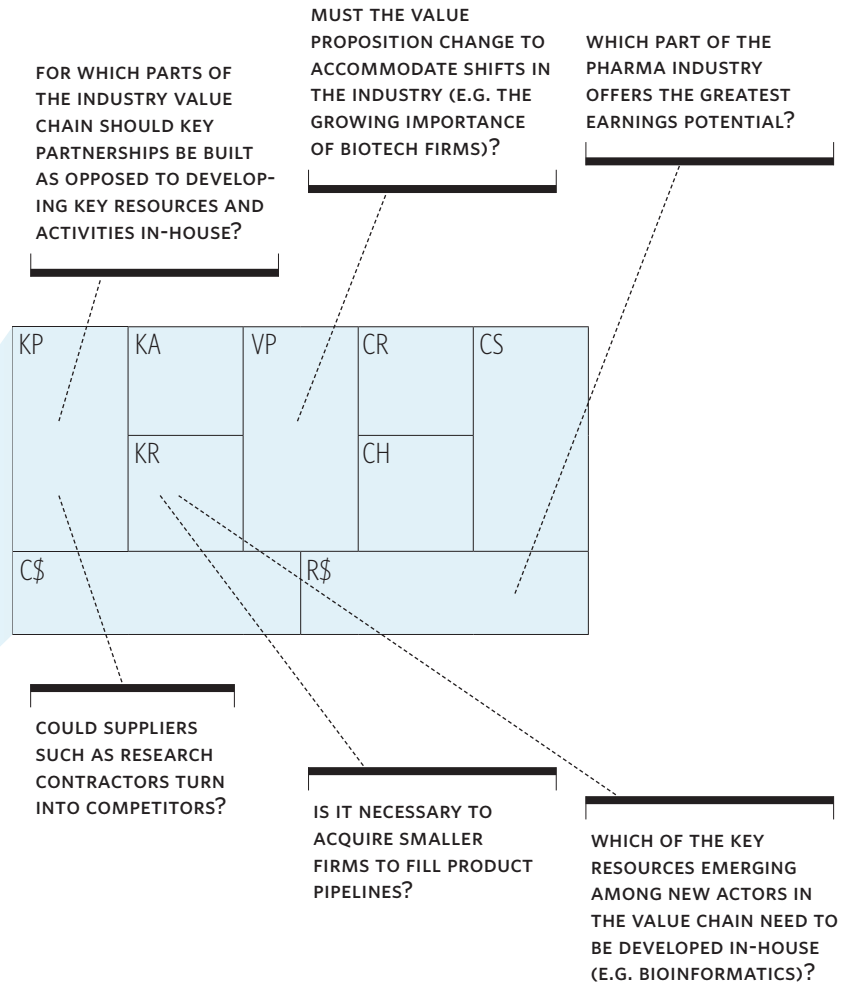 FOR WHICH PARTS OF
THE INDUSTRY VALUE
CHAIN SHOULD KEY
PARTNERSHIPS BE BUILT
AS OPPOSED TO DEVELOP-
ING KEY RESOURCES AND
ACTIVITIES IN-HOUSE?
MUST THE VALUE
PROPOSITION CHANGE TO
ACCOMMODATE SHIFTS IN
THE INDUSTRY (E.G. THE
GROWING IMPORTANCE
OF BIOTECH FIRMS)?
WHICH PART OF THE
PHARMA INDUSTRY
OFFERS THE GREATEST
EARNINGS POTENTIAL?
KP
KA
VP
CR
CS
KR
CH
C$
R$
COULD SUPPLIERS
SUCH AS RESEARCH
CONTRACTORS TURN
INTO COMPETITORS?
IS IT NECESSARY TO
ACQUIRE SMALLER
FIRMS TO FILL PRODUCT
PIPELINES?
WHICH OF THE KEY
RESOURCES EMERGING
AMONG NEW ACTORS IN
THE VALUE CHAIN NEED TO
BE DEVELOPED IN-HOUSE
(E.G. BIOINFORMATICS)?